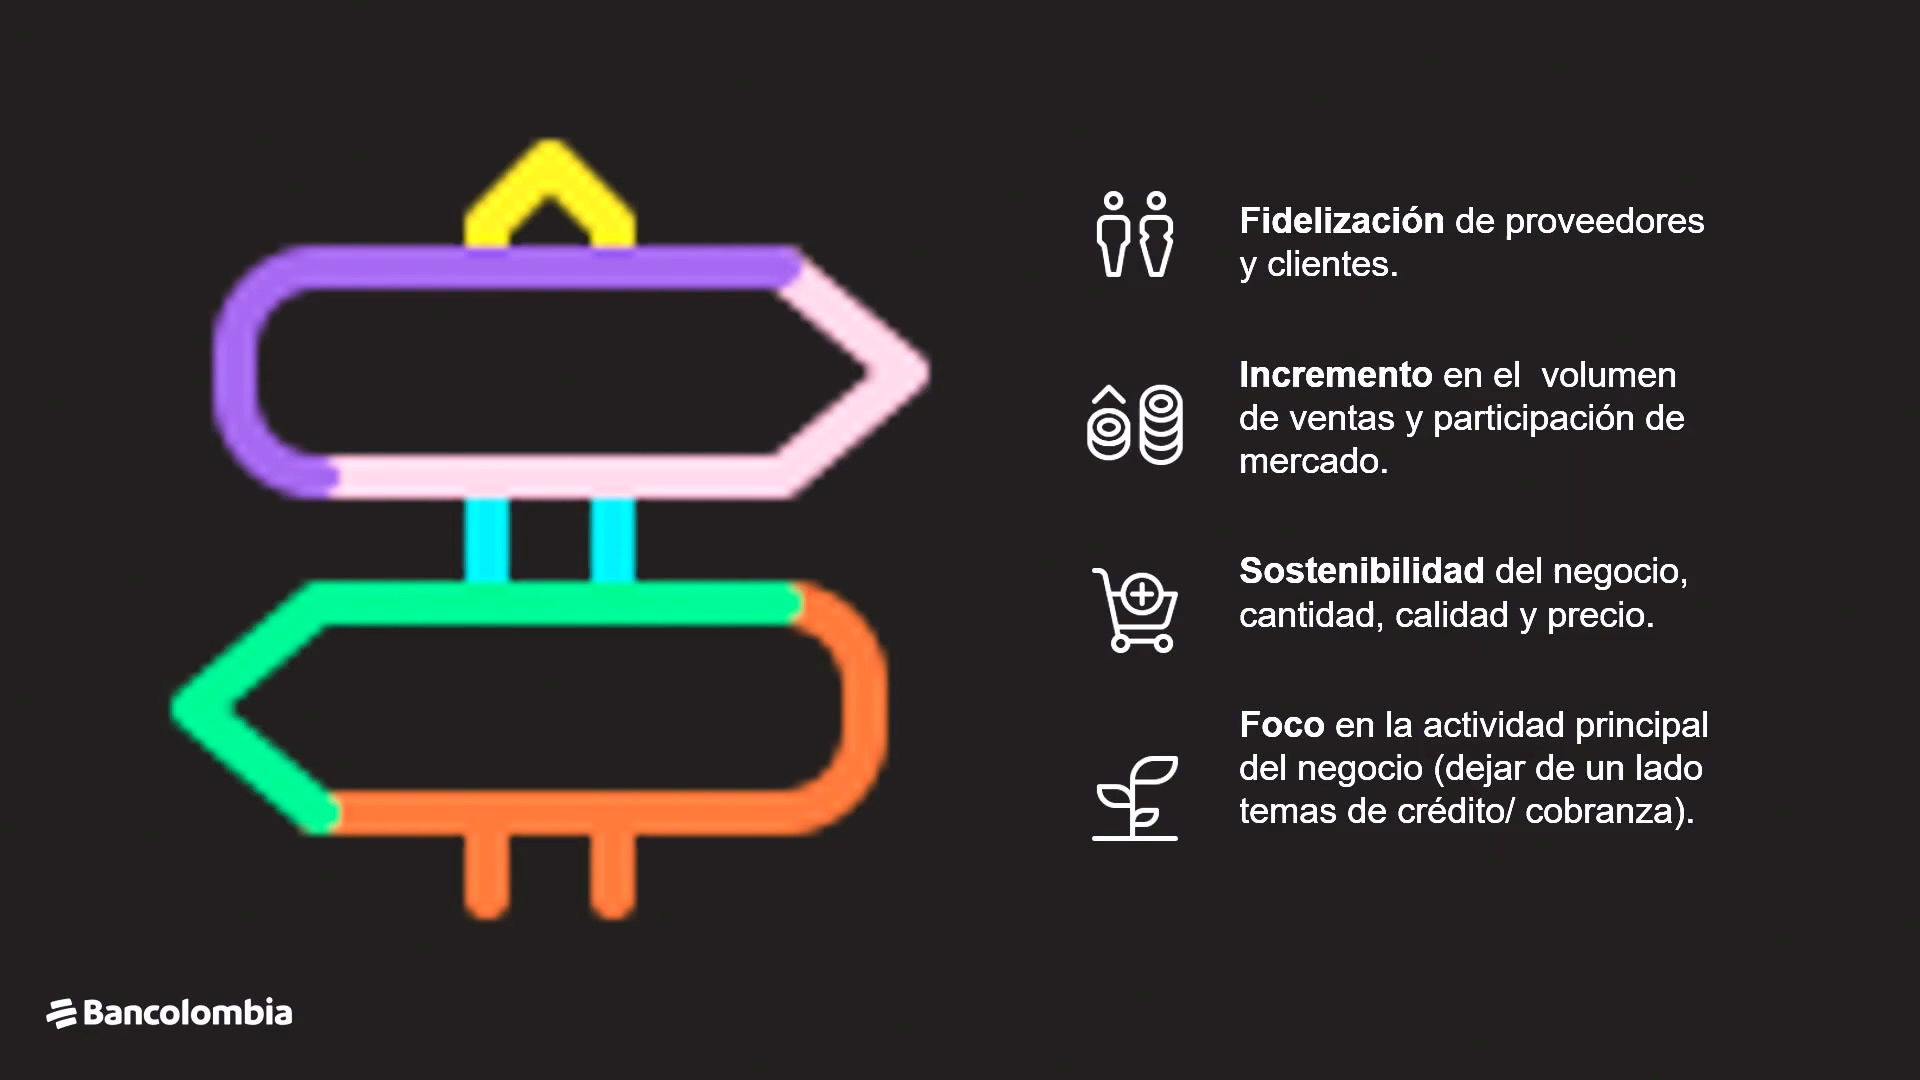 Fidelización de proveedores
y clientes.
Incremento en el  volumen
de ventas y participación de
mercado.
Sostenibilidad del negocio,
cantidad, calidad y precio.
Foco en la actividad principal
del negocio (dejar de un lado
temas de crédito/ cobranza).
Bancolombia